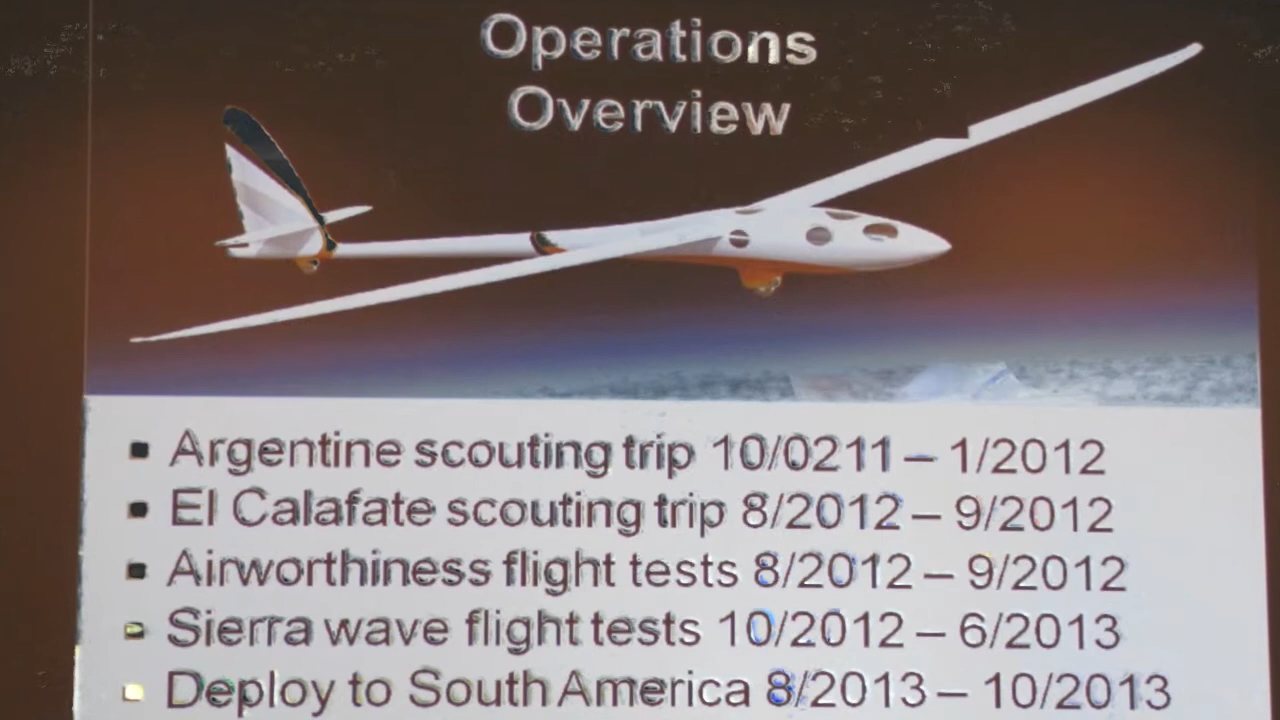 Operations
Overview
▪ Argentine scouting trip 10/0211 – 1/2012
▪ El Calafate scouting trip 8/2012 – 9/2012
▪ Airworthiness flight tests 8/2012 – 9/2012
▪ Sierra wave flight tests 10/2012 – 6/2013
▪ Deploy to South America 8/2013 – 10/2013